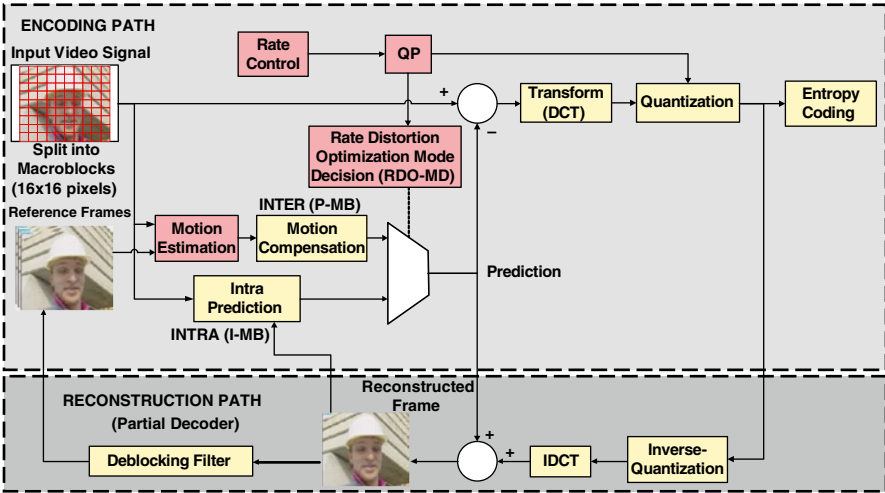 ENCODING PATH
Input Video Signal
Split into
Macroblocks
(16x16 pixels)
Reference Frames
Rate
Control
QP
Rate Distortion
Optimization Mode
Decision (RDO-MD)
+
−
Transform
(DCT)
Quantization
Entropy
Coding
INTER (P-MB)
Motion
Estimation
Motion
Compensation
Intra
Prediction
INTRA (I-MB)
Prediction
RECONSTRUCTION PATH
(Partial Decoder)
Reconstructed
Frame
Deblocking Filter
+
+
IDCT
Inverse-
Quantization